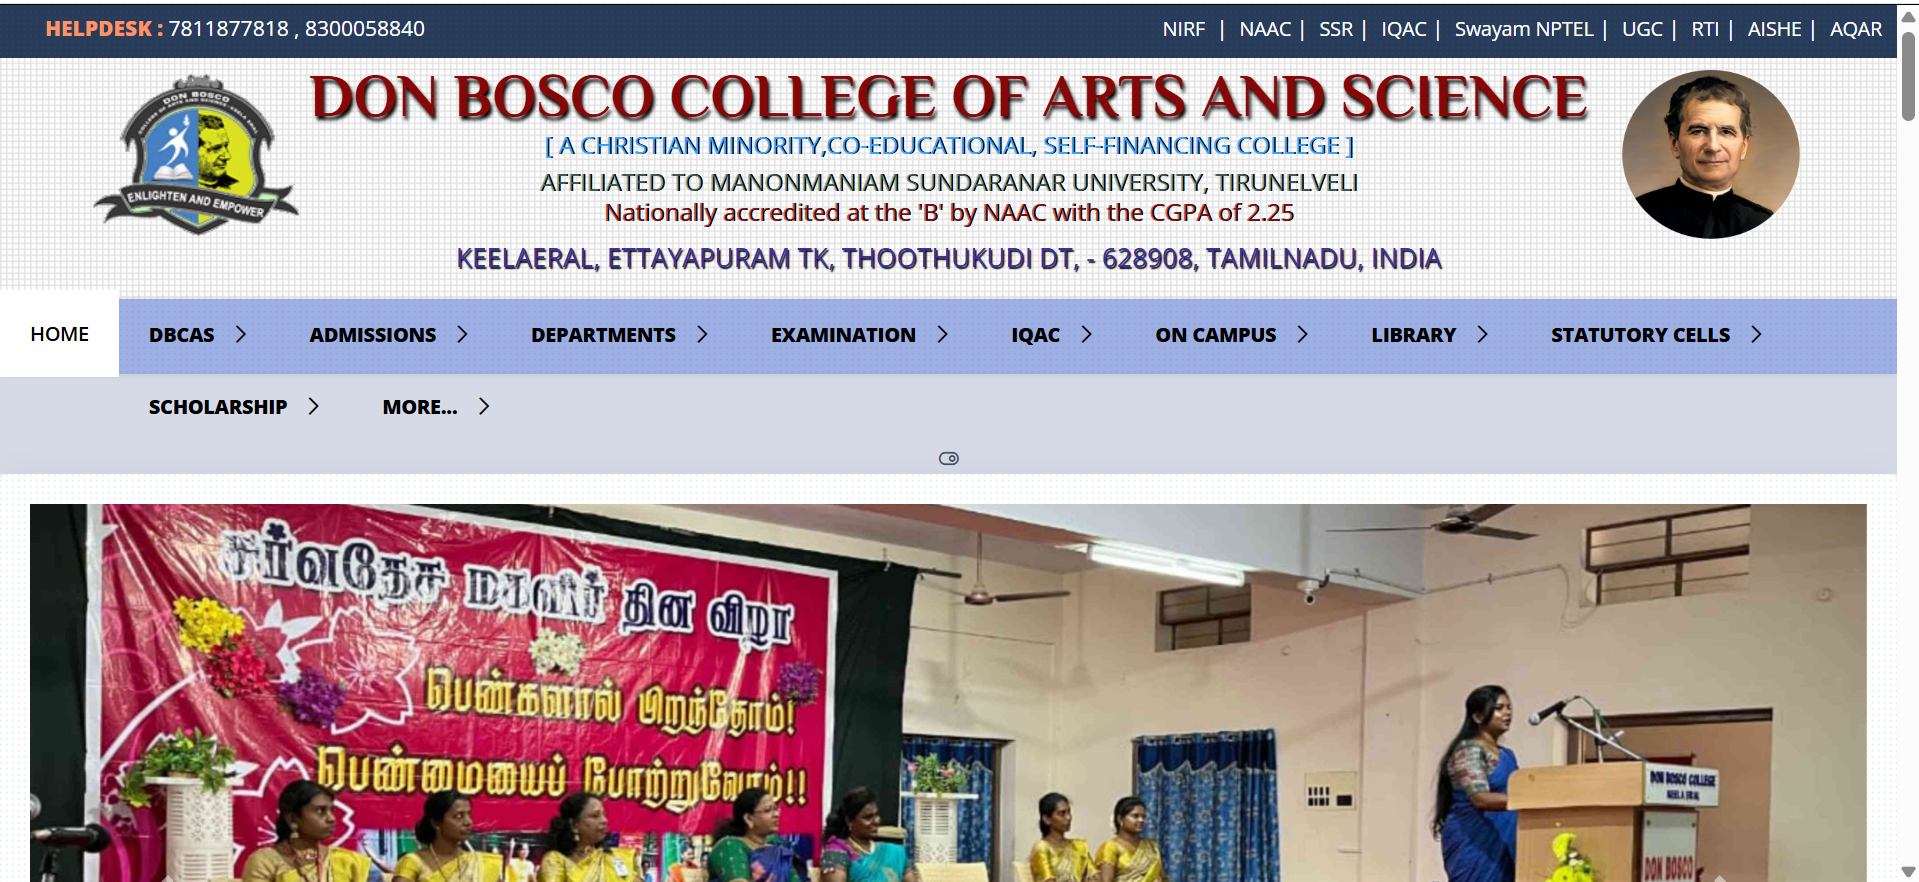 HELPDESK : 7811877818 , 8300058840
NIRF | NAAC | SSR | IQAC | Swayam NPTEL | UGC | RTI | AISHE | AQAR
DON BOSCO
ENLIGHTEN AND EMPOWER
DON BOSCO COLLEGE OF ARTS AND SCIENCE
[ A CHRISTIAN MINORITY,CO-EDUCATIONAL, SELF-FINANCING COLLEGE ]
AFFILIATED TO MANONMANIAM SUNDARANAR UNIVERSITY, TIRUNELVELI
Nationally accredited at the 'B' by NAAC with the CGPA of 2.25
KEELAERAL, ETTAYAPURAM TK, THOOTHUKUDI DT, - 628908, TAMILNADU, INDIA
HOME
DBCAS
ADMISSIONS
DEPARTMENTS
EXAMINATION
IQAC
ON CAMPUS
LIBRARY
STATUTORY CELLS
SCHOLARSHIP
MORE...
சர்வதேச மகளிர் தின விழா
பெண்களால் பிறந்தோம்!
பெண்மையைப் போற்றுவோம்!!
DON BOSCO COLLEGE
KEELA ERAL
DON BOSCO